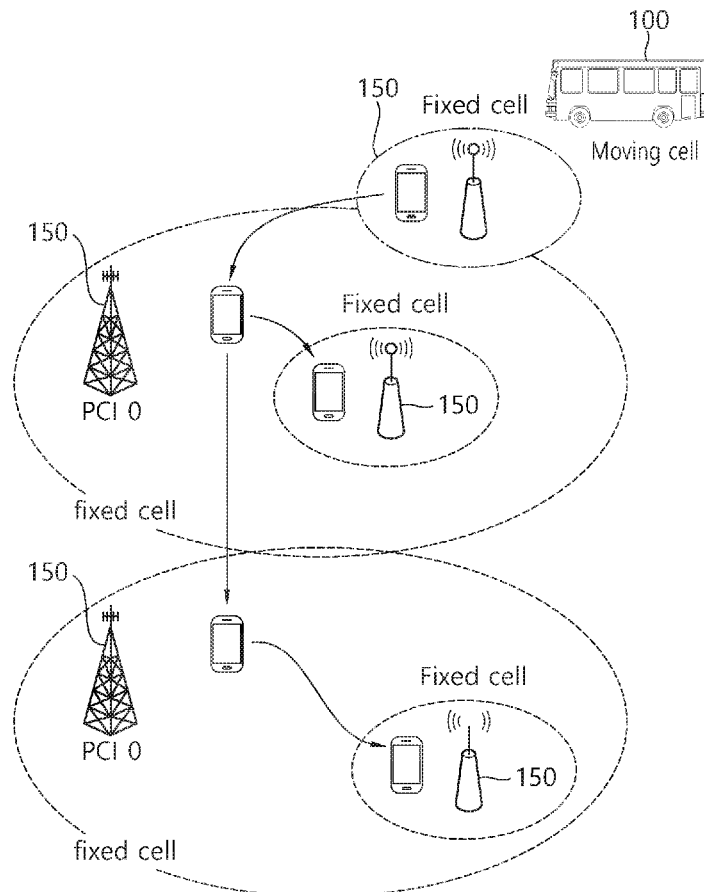 100
150
Fixed cell
Moving cell
150
Fixed cell
150
PCI 0
fixed cell
150
Fixed cell
PCI 0
150
fixed cell